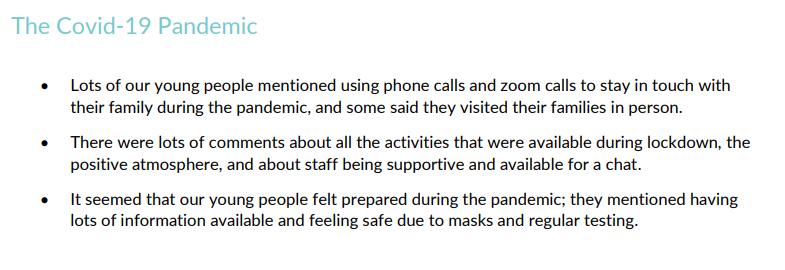 The Covid-19 Pandemic
• Lots of our young people mentioned using phone calls and zoom calls to stay in touch with
their family during the pandemic, and some said they visited their families in person.
• There were lots of comments about all the activities that were available during lockdown, the
positive atmosphere, and about staff being supportive and available for a chat.
• It seemed that our young people felt prepared during the pandemic; they mentioned having
lots of information available and feeling safe due to masks and regular testing.